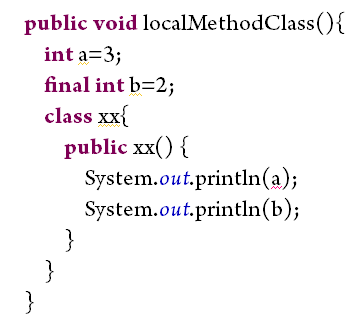 public void localMethodClass(){
int a=3;
final int b=2;
class xx{
public xx() {
System.out.println(a);
System.out.println(b);
}
}
}